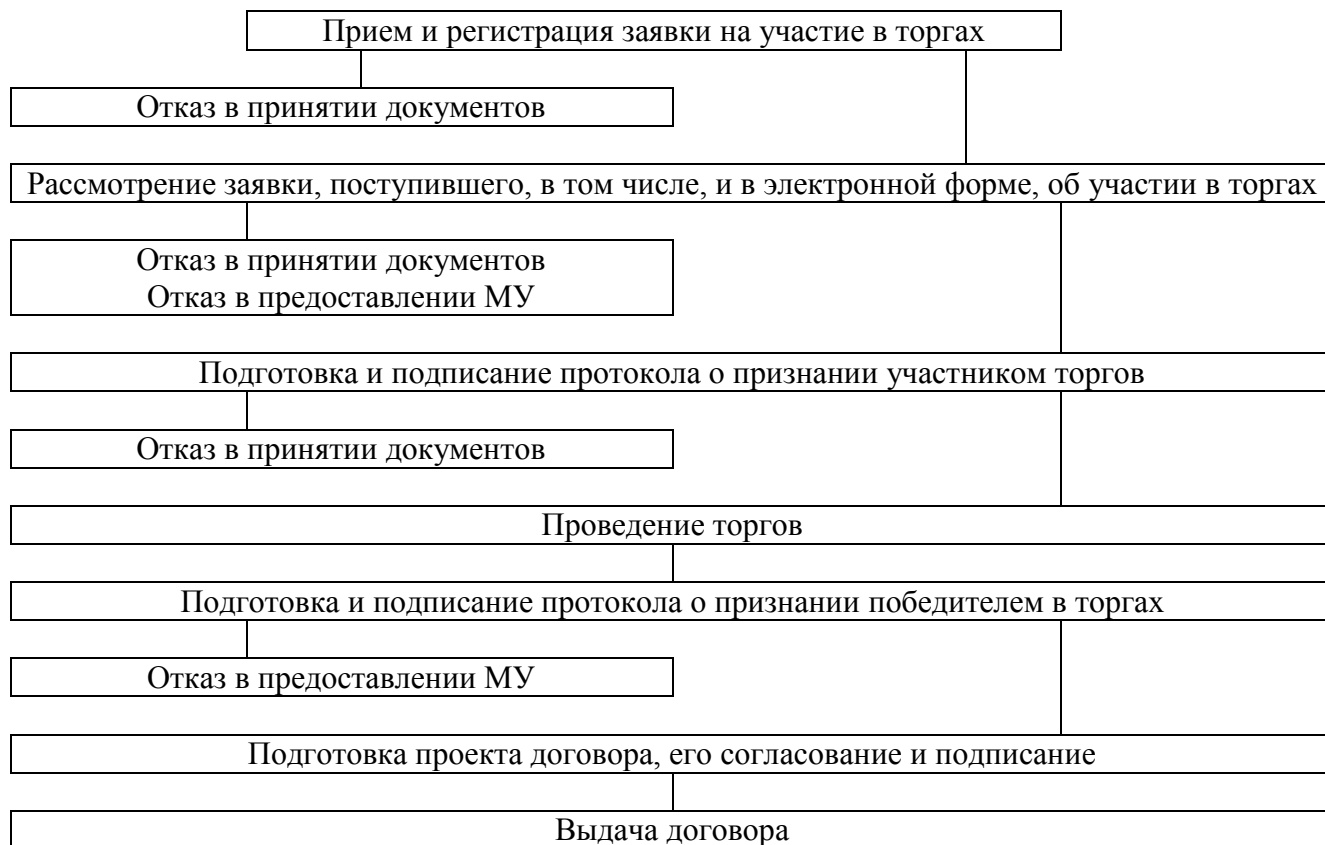 Прием и регистрация заявки на участие в торгах
Отказ в принятии документов
Рассмотрение заявки, поступившего, в том числе, и в электронной форме, об участии в торгах
Отказ в принятии документов
Отказ в предоставлении МУ
Подготовка и подписание протокола о признании участником торгов
Отказ в принятии документов
Проведение торгов
Подготовка и подписание протокола о признании победителем в торгах
Отказ в предоставлении МУ
Подготовка проекта договора, его согласование и подписание
Выдача договора